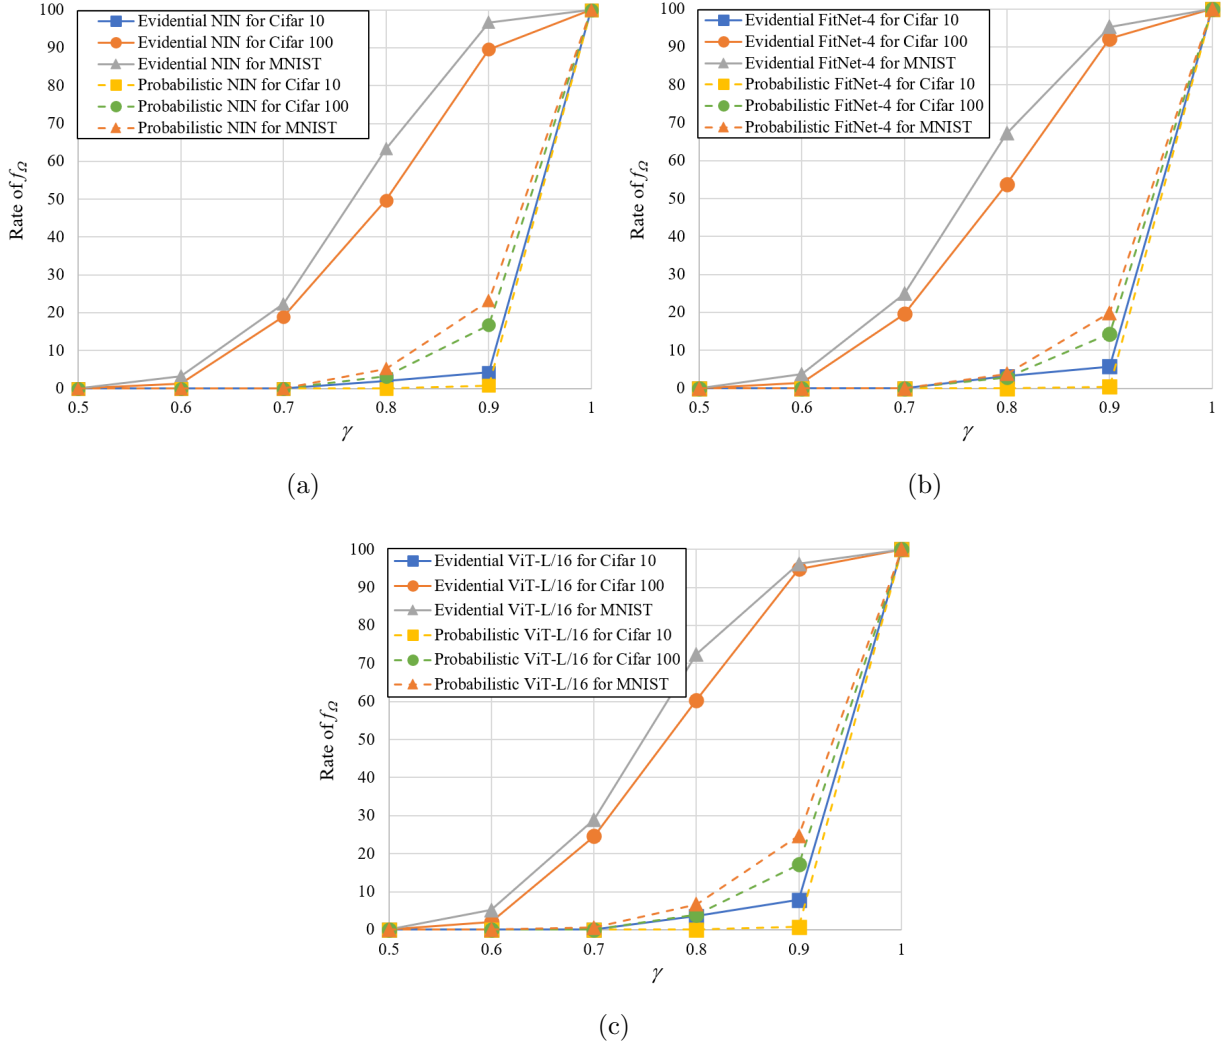 100
90
80
70
60
50
40
30
20
10
0
Rate of fΩ
Evidential NIN for Cifar 10
Evidential NIN for Cifar 100
Evidential NIN for MNIST
Probabilistic NIN for Cifar 10
Probabilistic NIN for Cifar 100
Probabilistic NIN for MNIST
0.5 0.6 0.7 0.8 0.9 1
γ
(a)
100
90
80
70
60
50
40
30
20
10
0
Rate of fΩ
Evidential FitNet-4 for Cifar 10
Evidential FitNet-4 for Cifar 100
Evidential FitNet-4 for MNIST
Probabilistic FitNet-4 for Cifar 10
Probabilistic FitNet-4 for Cifar 100
Probabilistic FitNet-4 for MNIST
0.5 0.6 0.7 0.8 0.9 1
γ
(b)
100
90
80
70
60
50
40
30
20
10
0
Rate of fΩ
Evidential ViT-L/16 for Cifar 10
Evidential ViT-L/16 for Cifar 100
Evidential ViT-L/16 for MNIST
Probabilistic ViT-L/16 for Cifar 10
Probabilistic ViT-L/16 for Cifar 100
Probabilistic ViT-L/16 for MNIST
0.5 0.6 0.7 0.8 0.9 1
γ
(c)